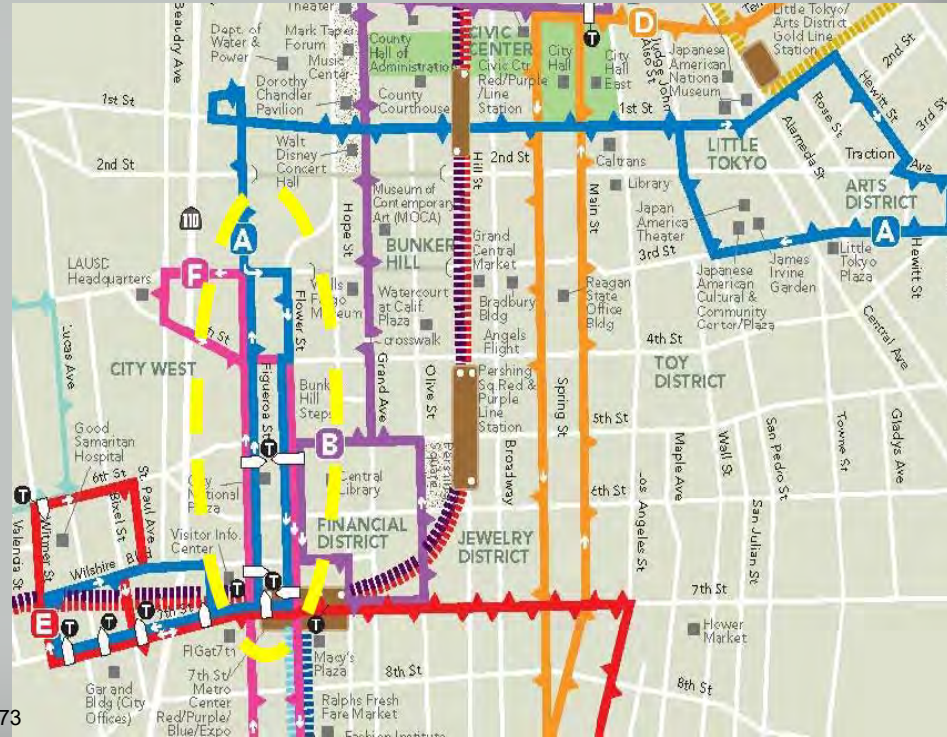 Theater
Dept. of
Water &
Power
Mark Taper
Forum
Music
Center
Dorothy
Chandler
Pavilion
County
Hall of
Administration
County
Courthouse
CIVIC
CENTER
Civic Ctr
Red/Purple
/Line
Station
City
Hall
City
Hall
East
D
T
Judge John
Aiso St
Japanese
American
National
Museum
Little Tokyo/
Arts District
Gold Line
Station
2nd St
Hewitt St
3rd St
Rose St
Alameda St
Traction
Ave
Beaudry Ave
1st St
1st St
LITTLE
TOKYO
ARTS
DISTRICT
Walt
Disney
Concert
Hall
2nd St
2nd St
Hill St
Caltrans
Library
Main St
Hope St
Museum of
Contemporary
Art (MOCA)
BUNKER
HILL
Grand
Central
Market
Japan
America
Theater
3rd St
A
Little
Tokyo
Plaza
Hewitt St
110
A
LAUSD
Headquarters
F
Wells
Fargo
Museum
Flower St
Watercourt
at Calif.
Plaza
crosswalk
Bradbury
Bldg
Angels
Flight
Reagan
State
Office
Bldg
Japanese
American
Cultural &
Community
Center/Plaza
James
Irvine
Garden
Central Ave
4th St
TOY
DISTRICT
Lucas Ave
CITY WEST
Figueroa St
Bunk
Hill
Steps
Grand Ave
Olive St
Pershing
Sq.Red &
Purple
Line
Station
Spring St
Broadway
5th St
Maple Ave
Wall St
San Pedro St
Towne St
Gladys Ave
Good
Samaritan
Hospital
B
T
Central
Library
Pershing
Square
6th St
Los Angeles St
San Julian St
6th St
St. Paul Ave
Bixel St
T
Witmer St
Valencia St
City
National
Plaza
Visitor Info.
Center
FINANCIAL
DISTRICT
JEWELRY
DISTRICT
Wilshire Bl
T
T
7th St
7th St
E
T
T
T
T
Flower
Market
FIGat7th
7th St/
Metro
Center
Red/Purple/
Blue/Expo
Macy's
Plaza
8th St
8th St
Garland
Bldg (City
Offices)
Ralphs Fresh
Fare Market
Fashion Institute
73